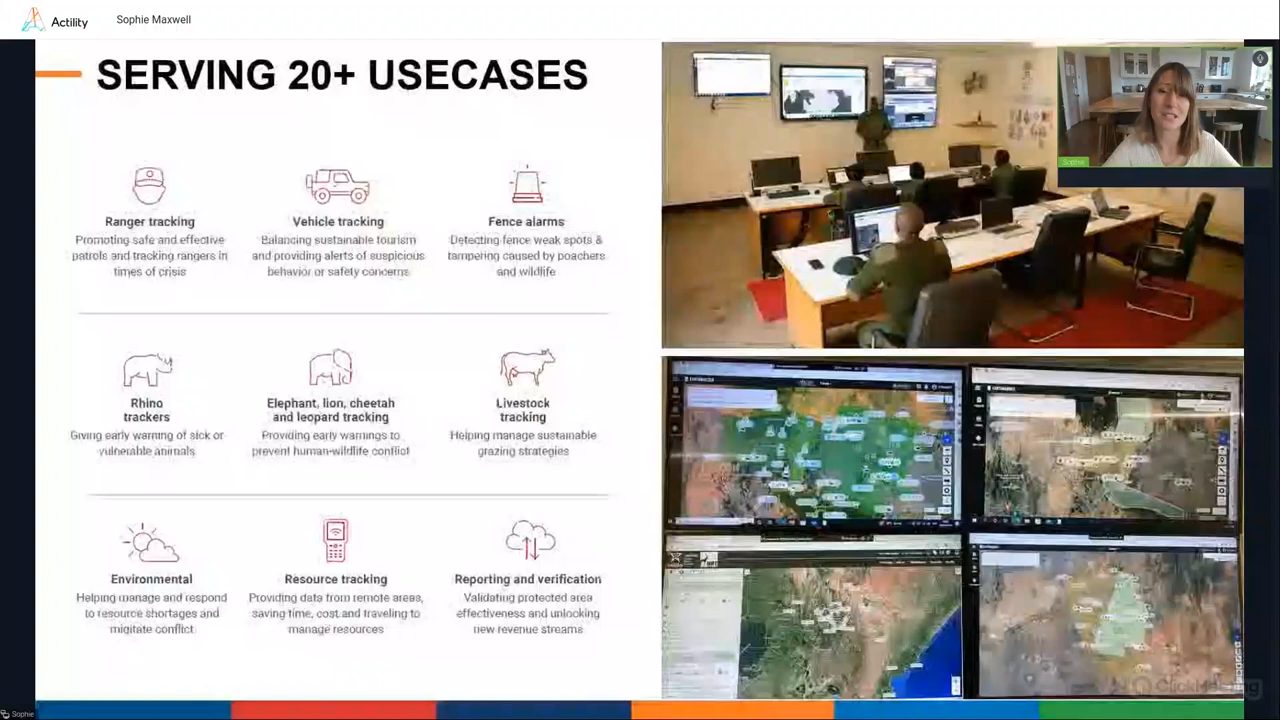 Actility
Sophie Maxwell
SERVING 20+ USECASES
Ranger tracking
Promoting safe and effective
patrols and tracking rangers in
times of crisis
Vehicle tracking
Balancing sustainable tourism
and providing alerts of suspicious
behavior or safety concerns
Fence alarms
Detecting fence weak spots &
tampering caused by poachers
and wildlife
Rhino
trackers
Giving early warning of sick or
vulnerable animals
Elephant, lion, cheetah
and leopard tracking
Providing early warnings to
prevent human-wildlife conflict
Livestock
tracking
Helping manage sustainable
grazing strategies
Environmental
Helping manage and respond
to resource shortages and
migitate conflict
Resource tracking
Providing data from remote areas,
saving time, cost and traveling to
manage resources
Reporting and verification
Validating protected area
effectiveness and unlocking
new revenue streams
Sophie
ClickMeeting
Sophie